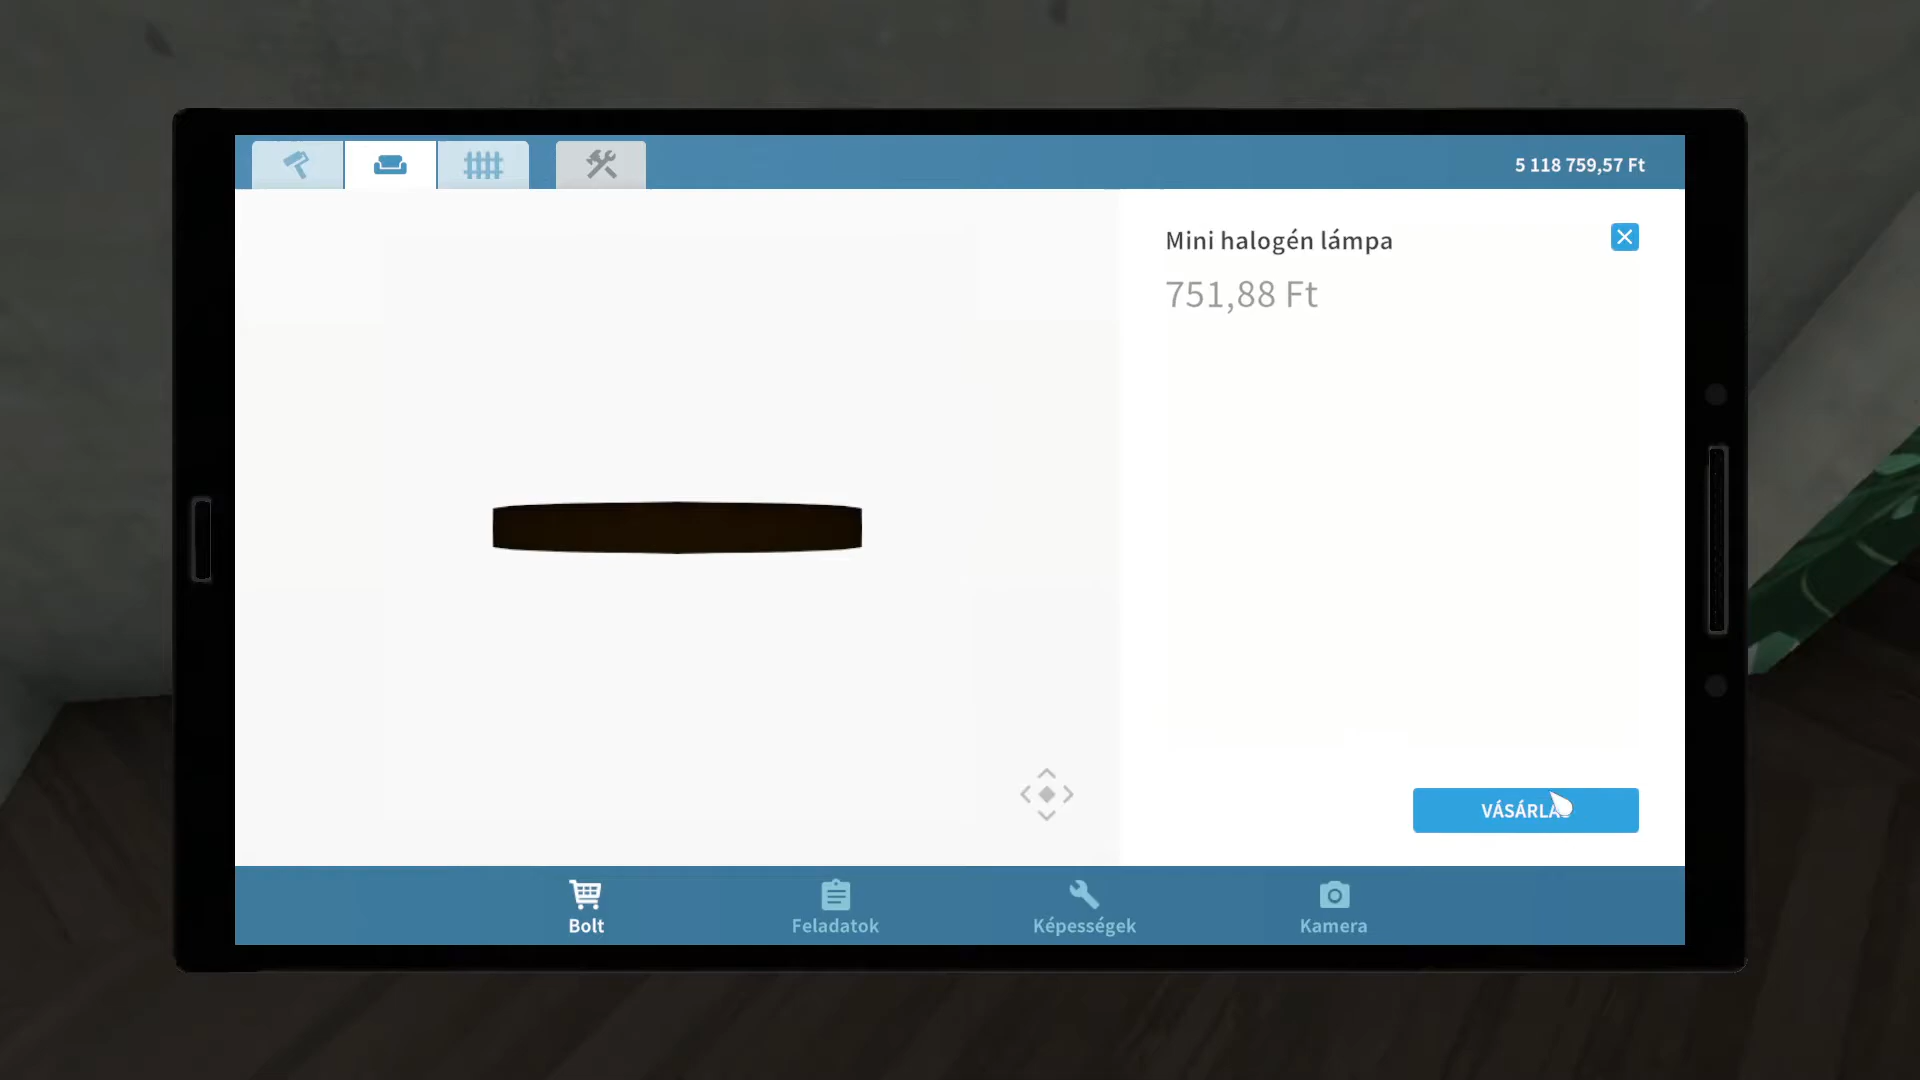 5 118 759,57 Ft
Mini halogén lámpa
751,88 Ft
Bolt
Feladatok
Képességek
Kamera